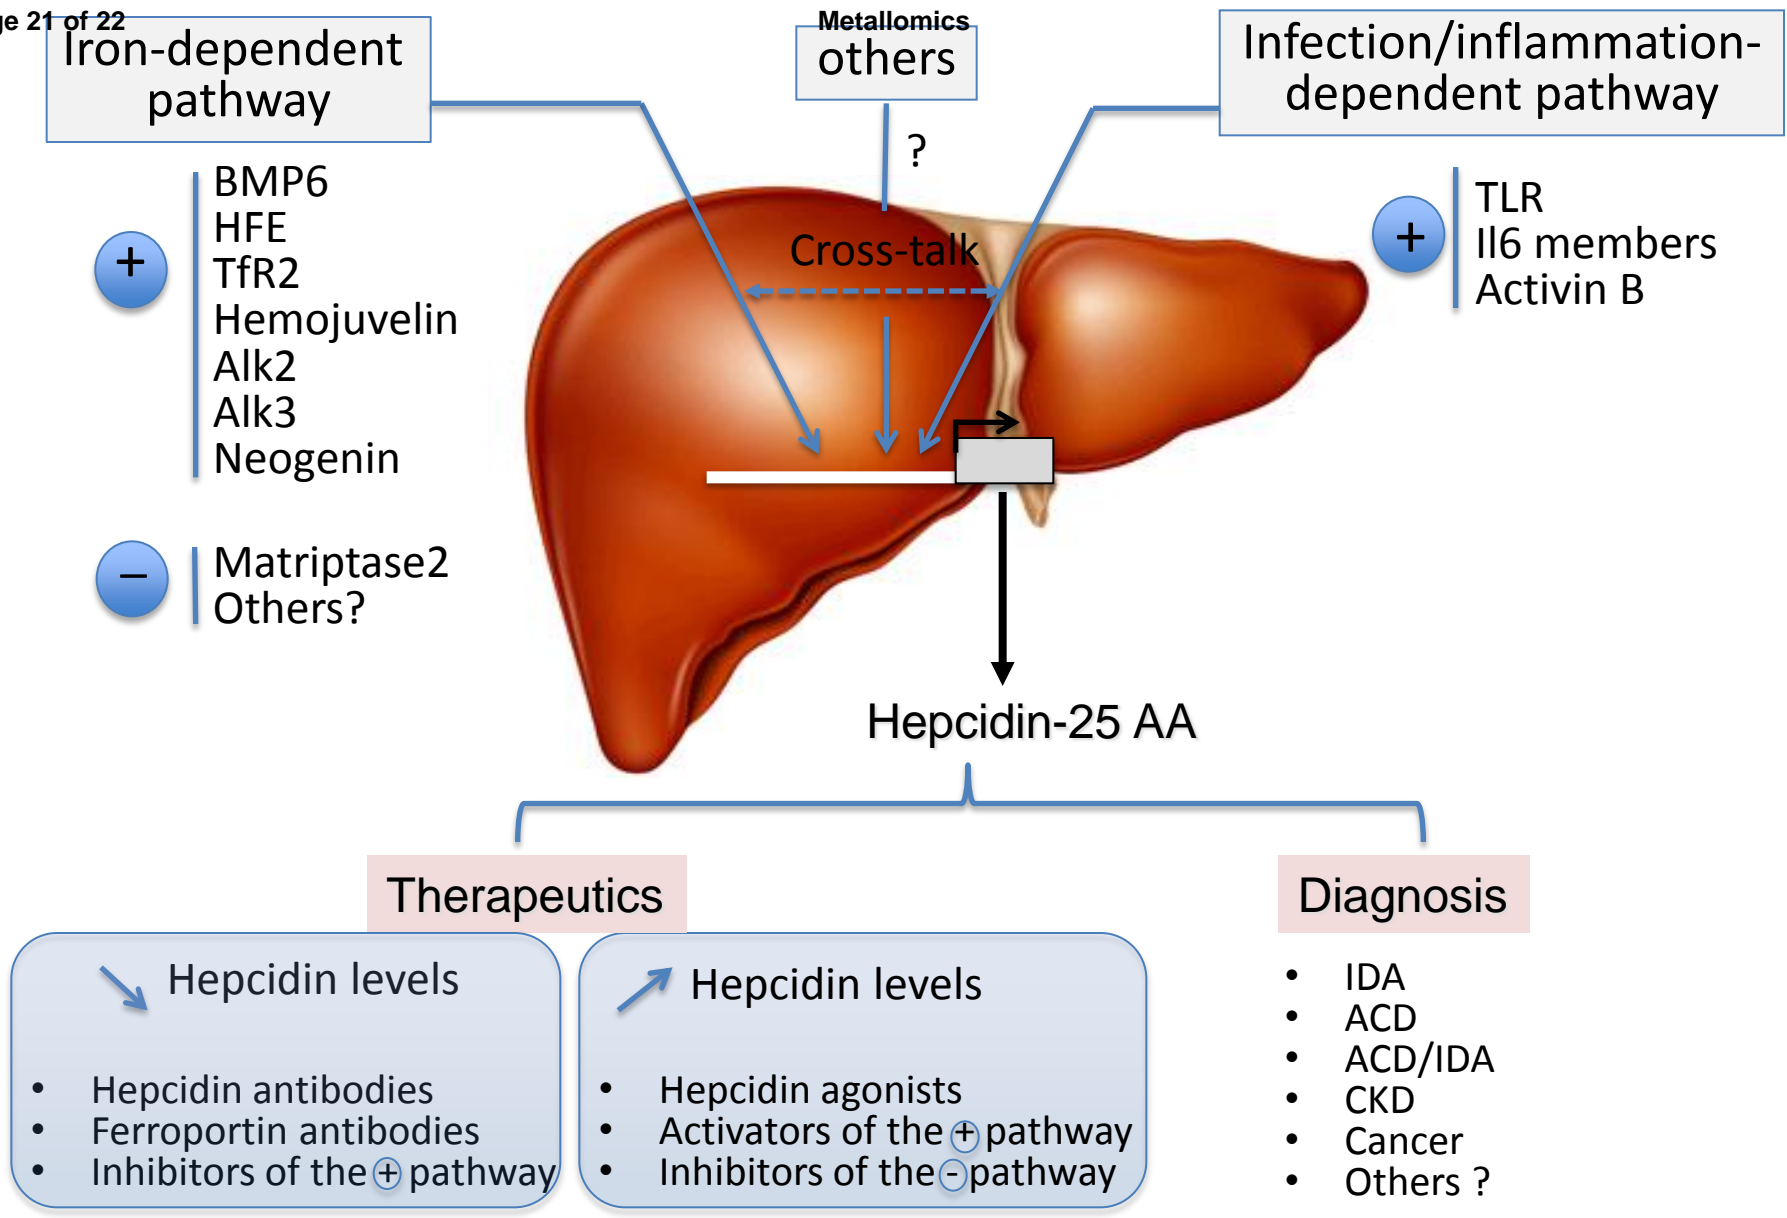 ge 21 of 22
Metallomics
Iron-dependent
pathway
others
Infection/inflammation-
dependent pathway
?
+
BMP6
HFE
TfR2
Hemojuvelin
Alk2
Alk3
Neogenin
−
Matriptase2
Others?
Cross-talk
+
TLR
Il6 members
Activin B
Hepcidin-25 AA
Therapeutics
Hepcidin levels
• Hepcidin antibodies
• Ferroportin antibodies
• Inhibitors of the + pathway
Hepcidin levels
• Hepcidin agonists
• Activators of the + pathway
• Inhibitors of the - pathway
Diagnosis
• IDA
• ACD
• ACD/IDA
• CKD
• Cancer
• Others ?